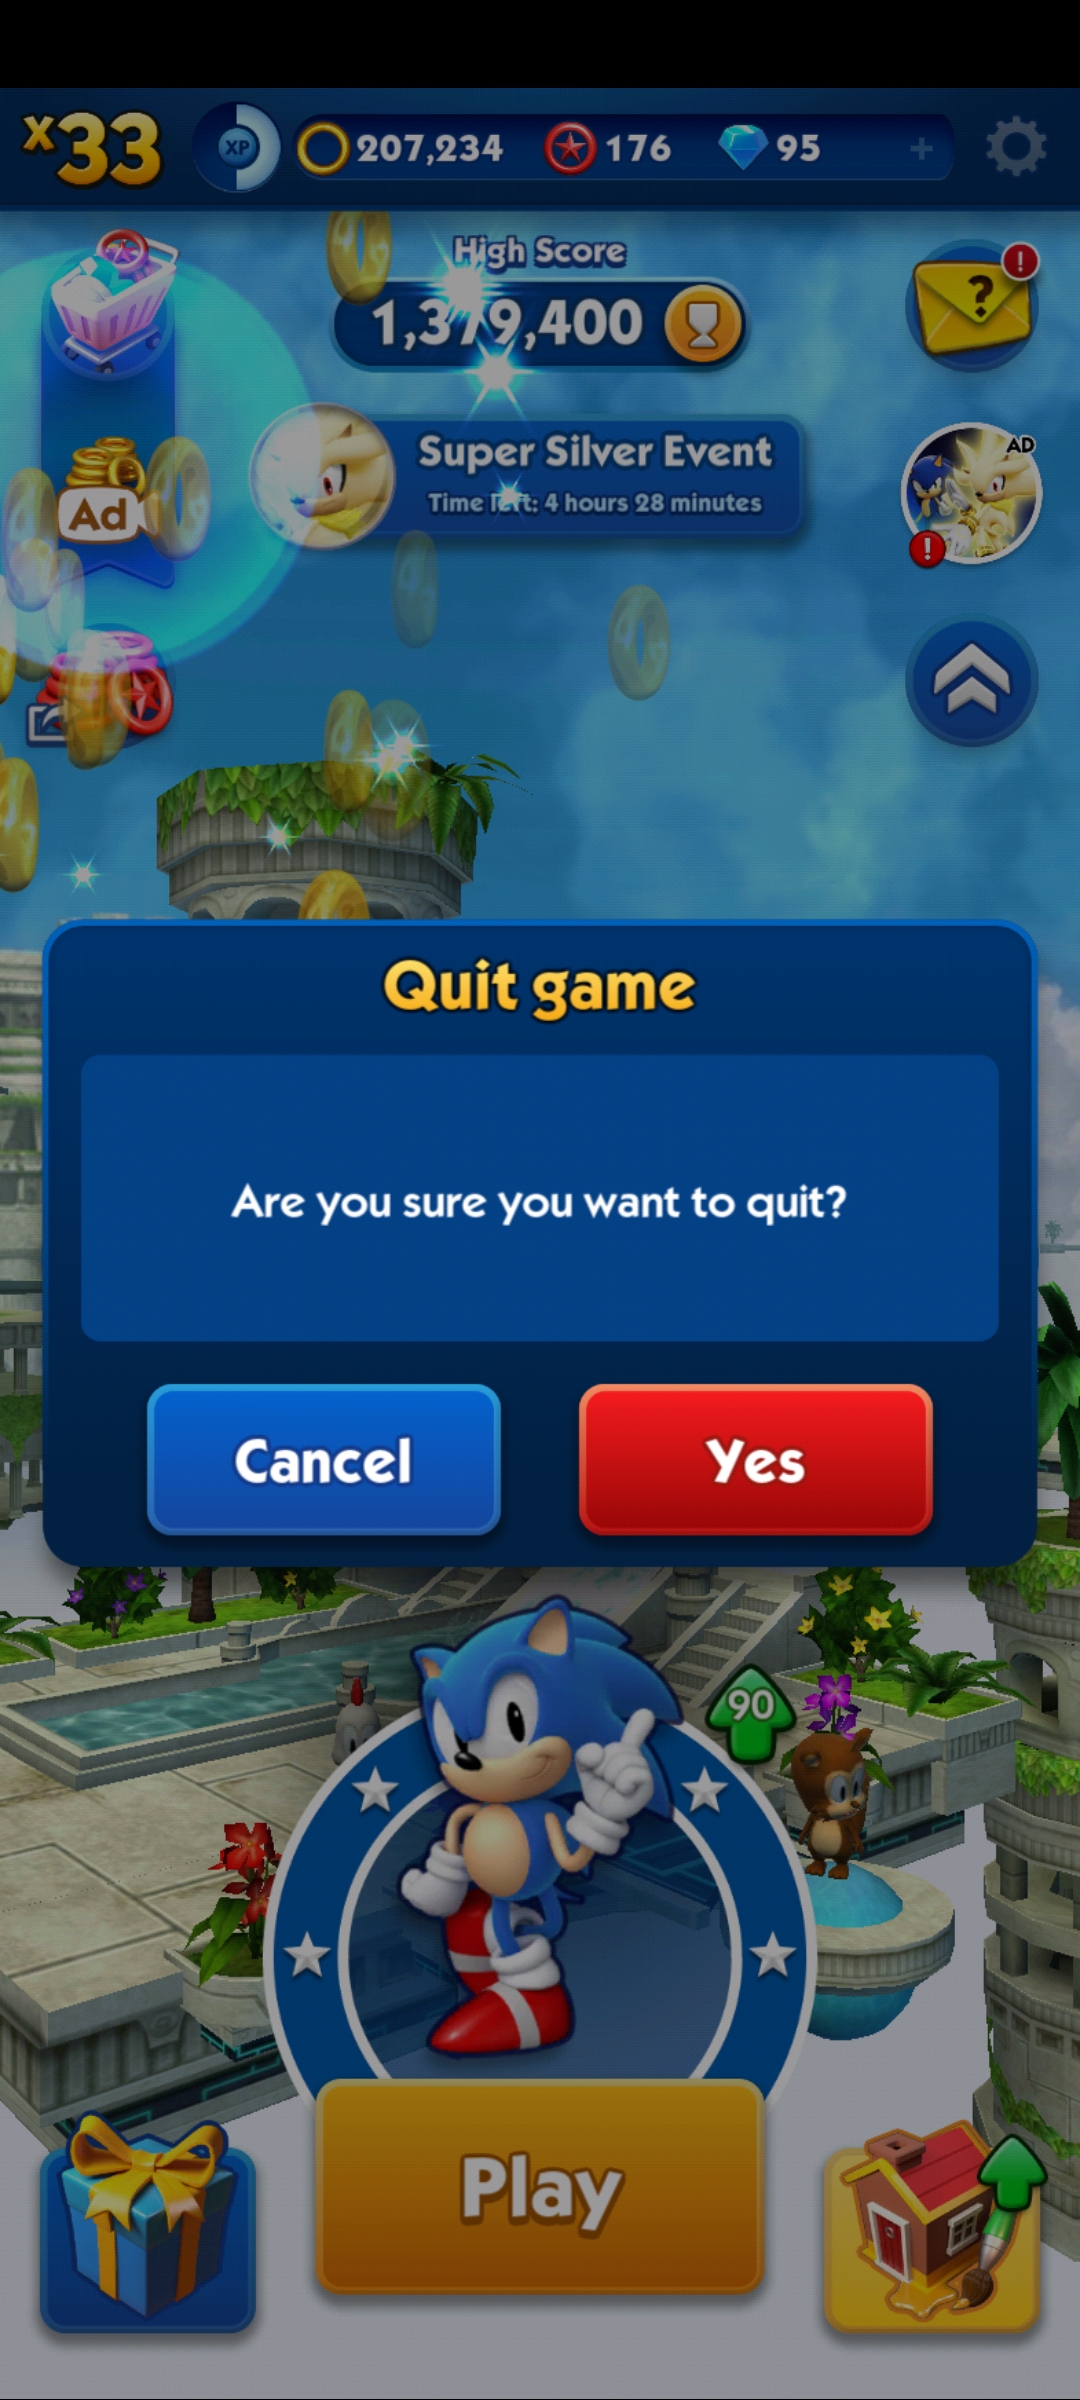 x33
XP
207,234
176
95
+
High Score
1,379,400
?
!
Super Silver Event
Time left: 4 hours 28 minutes
AD
!
Ad
Quit game
Are you sure you want to quit?
Cancel
Yes
90
Play